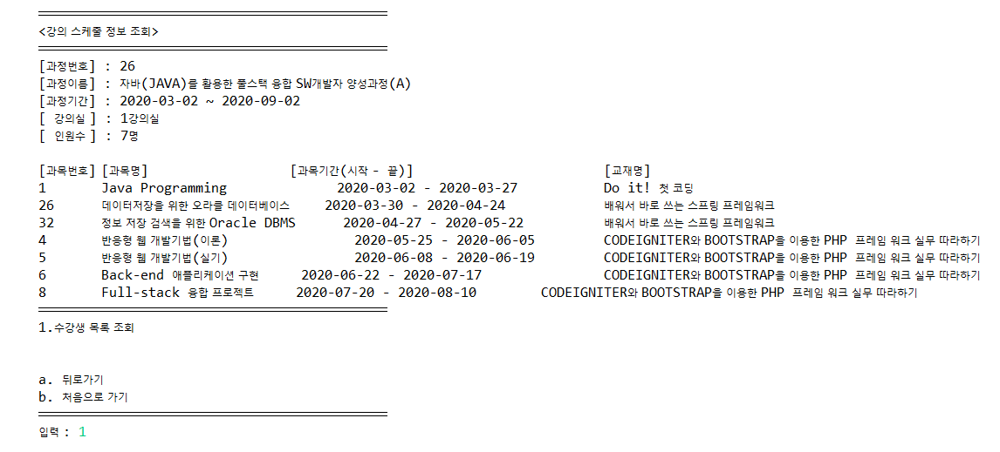 <강의 스케줄 정보 조회>
[과정번호] : 26
[과정이름] : 자바(JAVA)를 활용한 풀스택 융합 SW개발자 양성과정(A)
[과정기간] : 2020-03-02 ~ 2020-09-02
[ 강의실 ] : 1강의실
[ 인원수 ] : 7명
[과목번호] [과목명] [과목기간(시작 - 끝)] [교재명]
1 Java Programming 2020-03-02 - 2020-03-27 Do it! 첫 코딩
26 데이터저장을 위한 오라클 데이터베이스 2020-03-30 - 2020-04-24 배워서 바로 쓰는 스프링 프레임워크
32 정보 저장 검색을 위한 Oracle DBMS 2020-04-27 - 2020-05-22 배워서 바로 쓰는 스프링 프레임워크
4 반응형 웹 개발기법(이론) 2020-05-25 - 2020-06-05 CODEIGNITER와 BOOTSTRAP을 이용한 PHP 프레임 워크 실무 따라하기
5 반응형 웹 개발기법(실기) 2020-06-08 - 2020-06-19 CODEIGNITER와 BOOTSTRAP을 이용한 PHP 프레임 워크 실무 따라하기
6 Back-end 애플리케이션 구현 2020-06-22 - 2020-07-17 CODEIGNITER와 BOOTSTRAP을 이용한 PHP 프레임 워크 실무 따라하기
8 Full-stack 융합 프로젝트 2020-07-20 - 2020-08-10 CODEIGNITER와 BOOTSTRAP을 이용한 PHP 프레임 워크 실무 따라하기
1.수강생 목록 조회
a. 뒤로가기
b. 처음으로 가기
입력 : 1